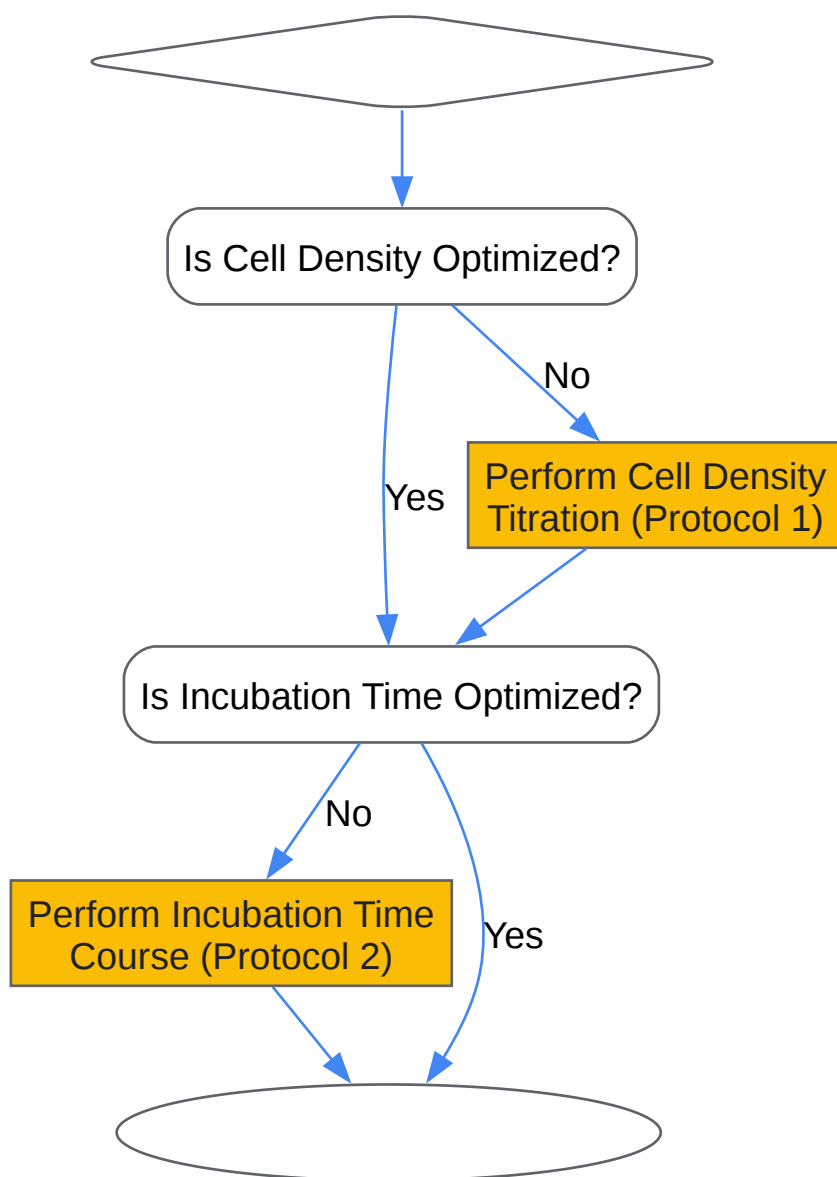 Is Cell Density Optimized?
No
Perform Cell Density
Titration (Protocol 1)
Yes
Is Incubation Time Optimized?
No
Perform Incubation Time
Course (Protocol 2)
Yes